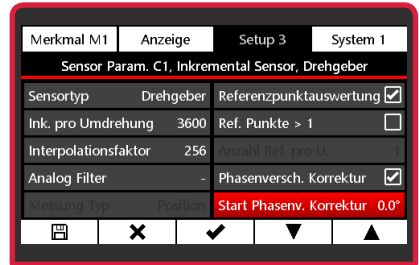 Merkmal M1 Anzeige Setup 3 System 1
Sensor Param. C1, Inkremental Sensor, Drehgeber
Sensortyp Drehgeber Referenzpunktauswertung
Ink. pro Umdrehung 3600 Ref. Punkte > 1
Interpolationsfaktor 256 Anzahl Ref. pro U. 1
Analog Filter - Phasenversch. Korrektur
Messung Typ Position Start Phasenv. Korrektur 0.0°